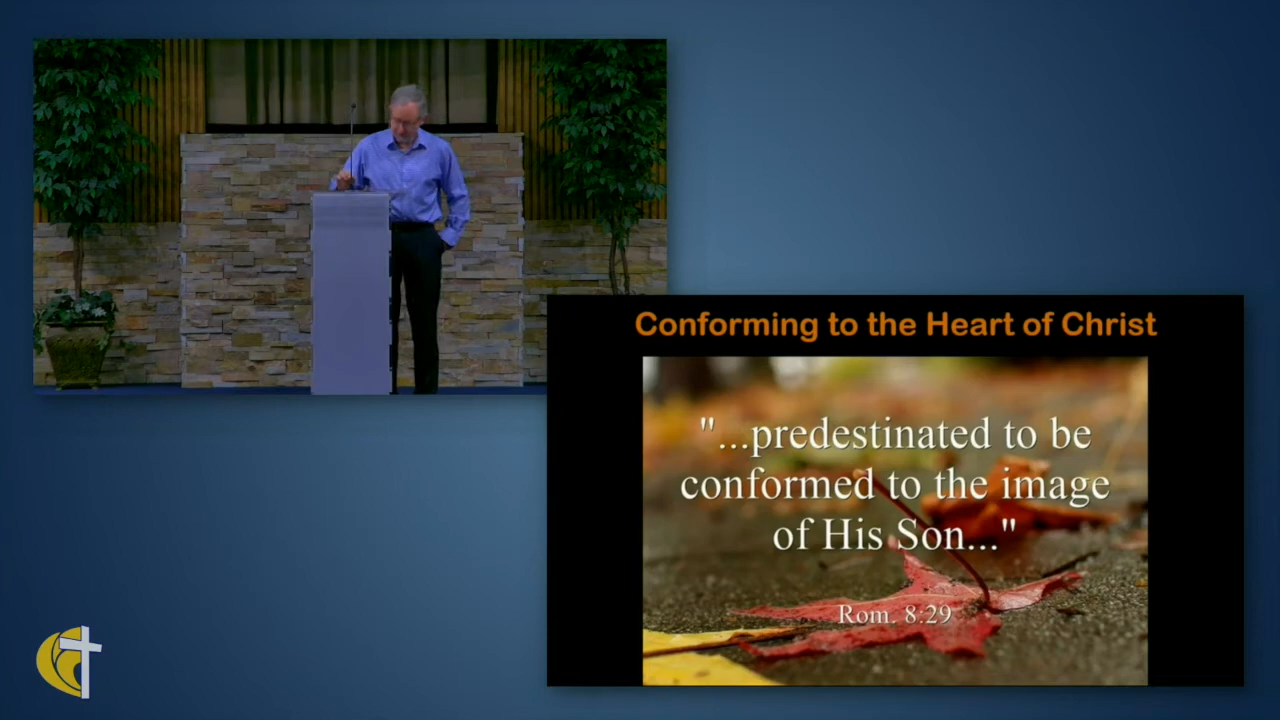 Conforming to the Heart of Christ
"...predestinated to be
conformed to the image
of His Son..."
Rom. 8:29